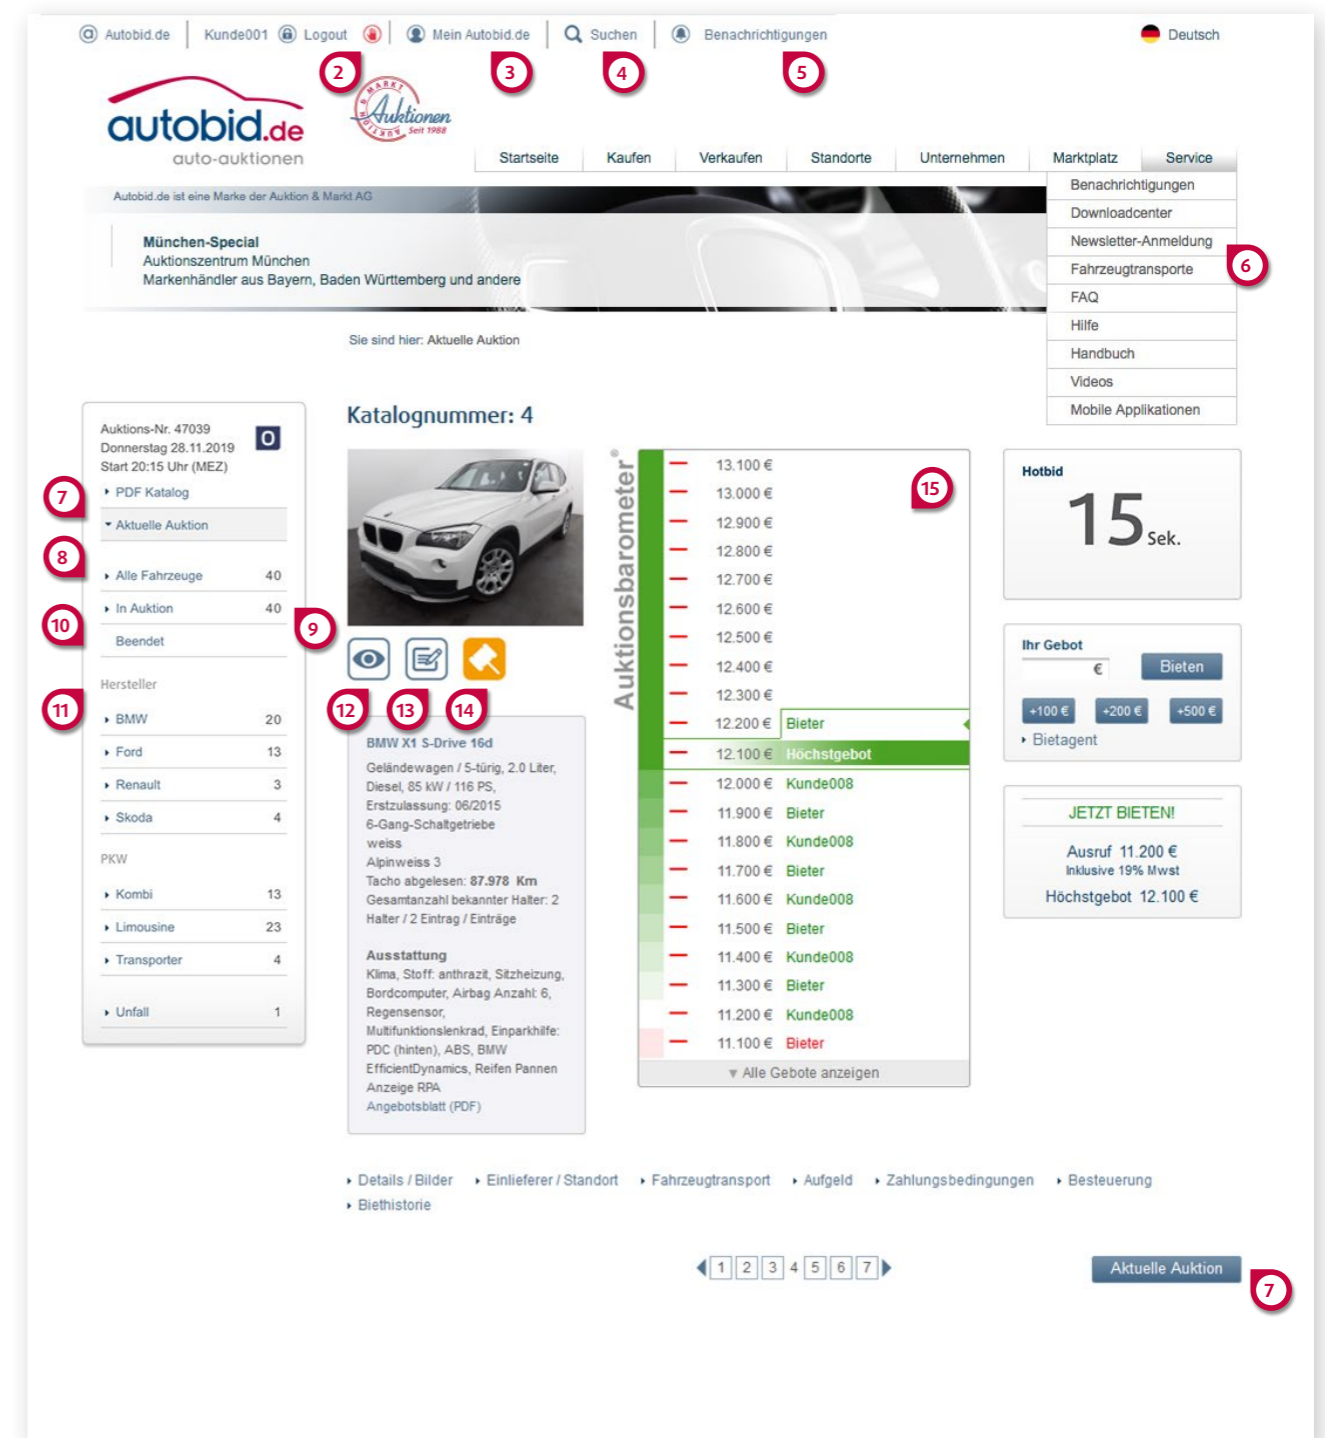 Autobid.de
Kunde001
Logout
Mein Autobid.de
Suchen
Benachrichtigungen
Deutsch
2
3
4
5
autobid.de
auto-auktionen
AUKTION & MARKT
Auktionen
Seit 1988
Startseite
Kaufen
Verkaufen
Standorte
Unternehmen
Marktplatz
Service
Benachrichtigungen
Downloadcenter
Newsletter-Anmeldung
Fahrzeugtransporte
FAQ
Hilfe
Handbuch
Videos
Mobile Applikationen
6
Autobid.de ist eine Marke der Auktion & Markt AG
München-Special
Auktionszentrum München
Markenhändler aus Bayern, Baden Württemberg und andere
Sie sind hier: Aktuelle Auktion
Auktions-Nr. 47039
Donnerstag 28.11.2019
Start 20:15 Uhr (MEZ)
O
7
PDF Katalog
Aktuelle Auktion
8
Alle Fahrzeuge 40
In Auktion 40
9
10
Beendet
Hersteller
11
BMW 20
Ford 13
Renault 3
Skoda 4
PKW
Kombi 13
Limousine 23
Transporter 4
Unfall 1
Katalognummer: 4
12
13
14
BMW X1 S-Drive 16d
Geländewagen / 5-türig, 2.0 Liter,
Diesel, 85 kW / 116 PS,
Erstzulassung: 06/2015
6-Gang-Schaltgetriebe
weiss
Alpinweiss 3
Tacho abgelesen: 87.978 Km
Gesamtanzahl bekannter Halter: 2
Halter / 2 Eintrag / Einträge
Ausstattung
Klima, Stoff: anthrazit, Sitzheizung,
Bordcomputer, Airbag Anzahl: 6,
Regensensor,
Multifunktionslenkrad, Einparkhilfe:
PDC (hinten), ABS, BMW
EfficientDynamics, Reifen Pannen
Anzeige RPA
Angebotsblatt (PDF)
Auktionsbarometer®
15
13.100 €
13.000 €
12.900 €
12.800 €
12.700 €
12.600 €
12.500 €
12.400 €
12.300 €
12.200 € Bieter
12.100 € Höchstgebot
12.000 € Kunde008
11.900 € Bieter
11.800 € Kunde008
11.700 € Bieter
11.600 € Kunde008
11.500 € Bieter
11.400 € Kunde008
11.300 € Bieter
11.200 € Kunde008
11.100 € Bieter
Alle Gebote anzeigen
Hotbid
15 Sek.
Ihr Gebot
€
Bieten
+100 €
+200 €
+500 €
Bietagent
JETZT BIETEN!
Ausruf 11.200 €
Inklusive 19% Mwst
Höchstgebot 12.100 €
Details / Bilder
Einlieferer / Standort
Fahrzeugtransport
Aufgeld
Zahlungsbedingungen
Besteuerung
Biethistorie
1 2 3 4 5 6 7
Aktuelle Auktion
7